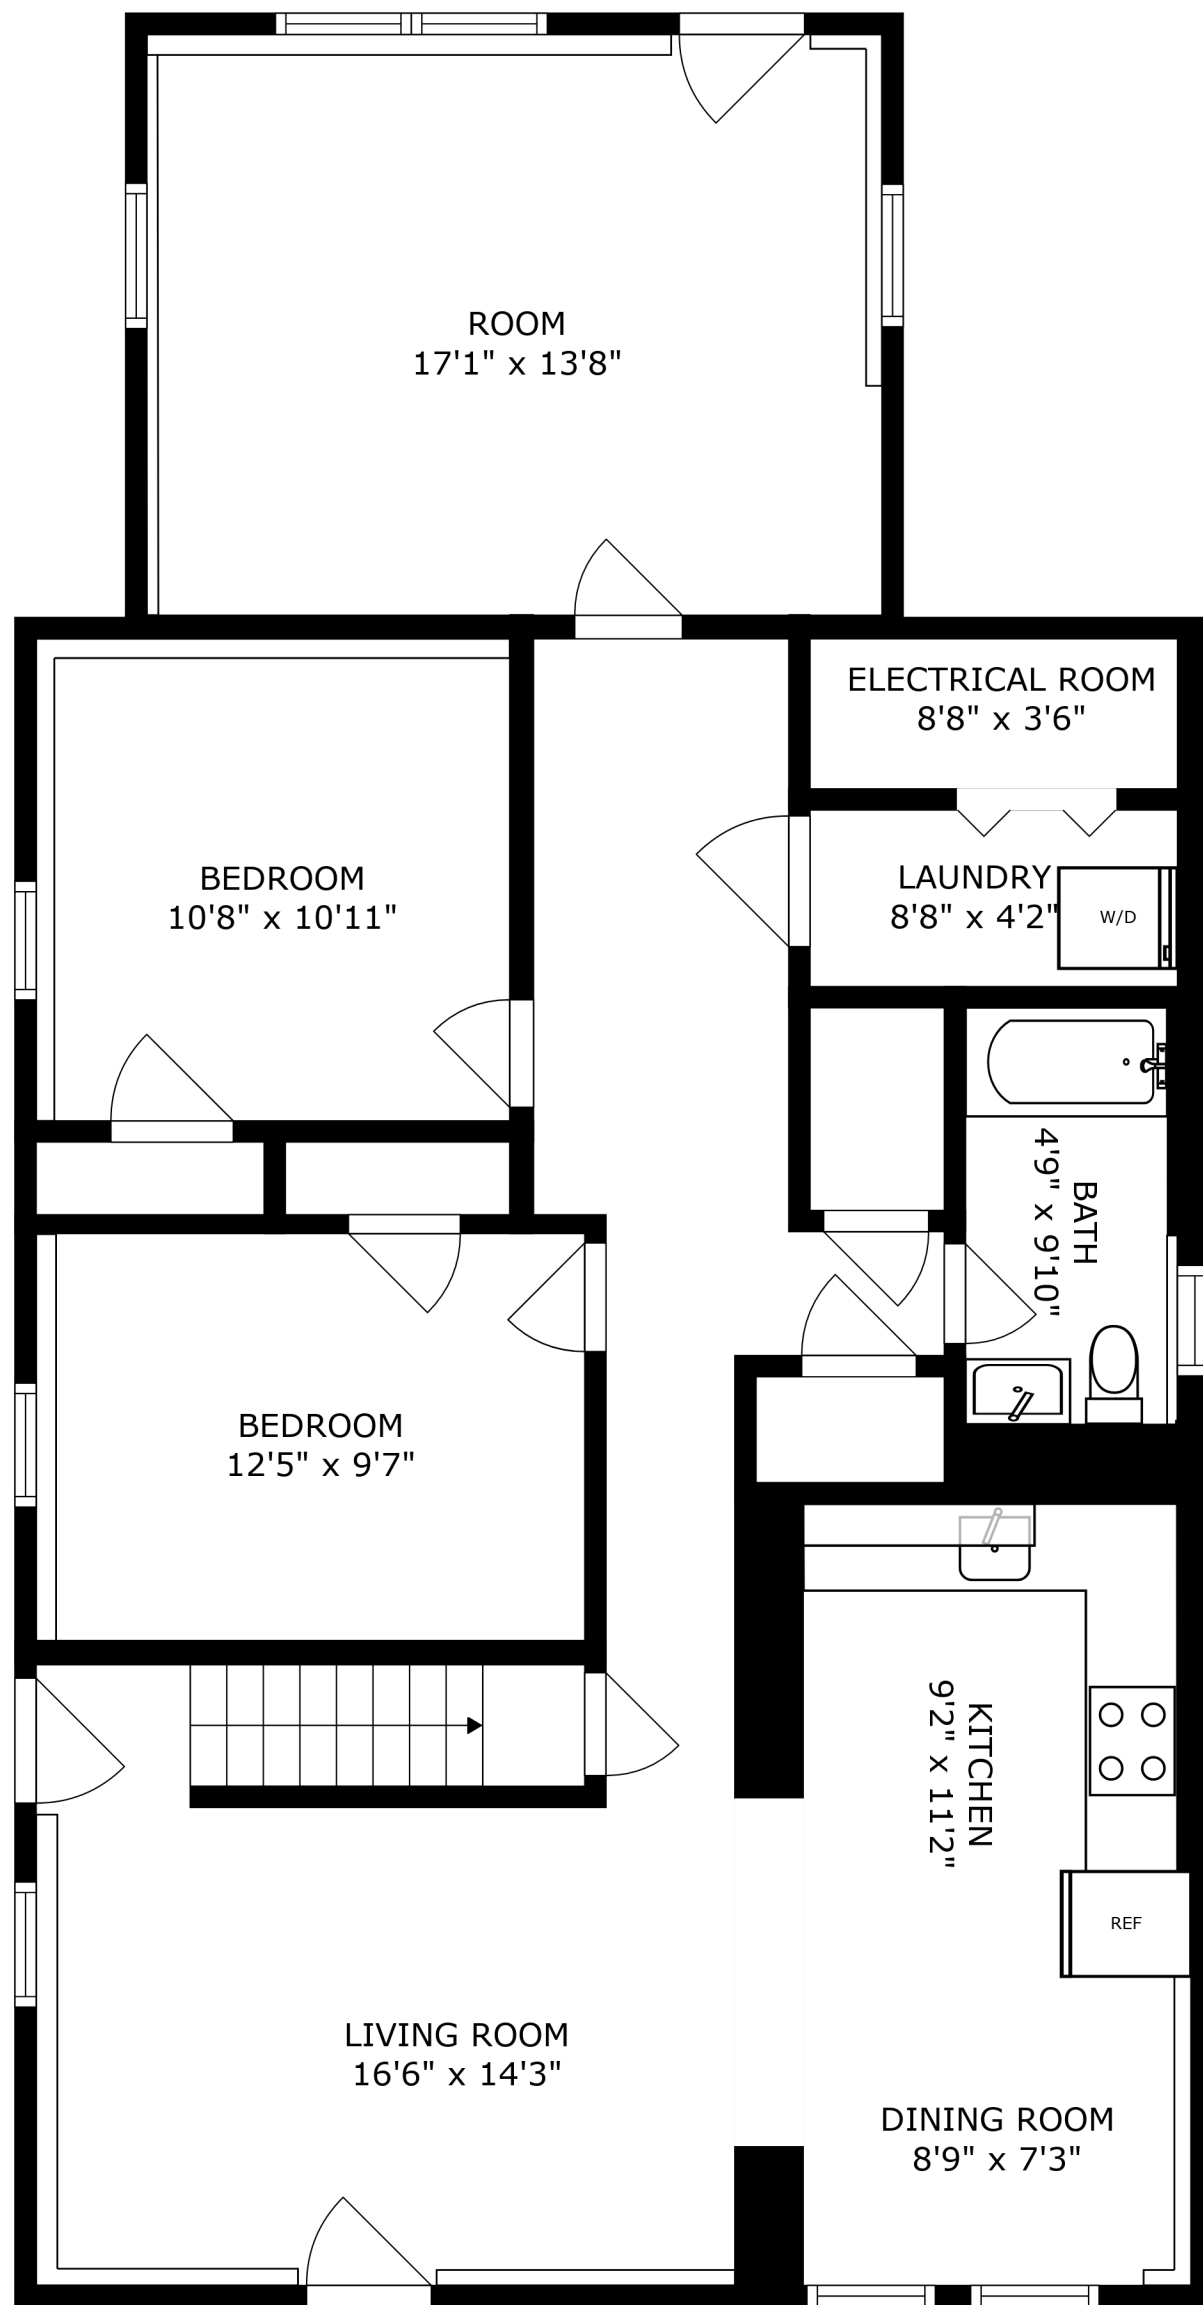 ROOM
17'1" x 13'8"
ELECTRICAL ROOM
8'8" x 3'6"
LAUNDRY
8'8" x 4'2"
W/D
BEDROOM
10'8" x 10'11"
BATH
4'9" x 9'10"
BEDROOM
12'5" x 9'7"
KITCHEN
9'2" x 11'2"
REF
LIVING ROOM
16'6" x 14'3"
DINING ROOM
8'9" x 7'3"